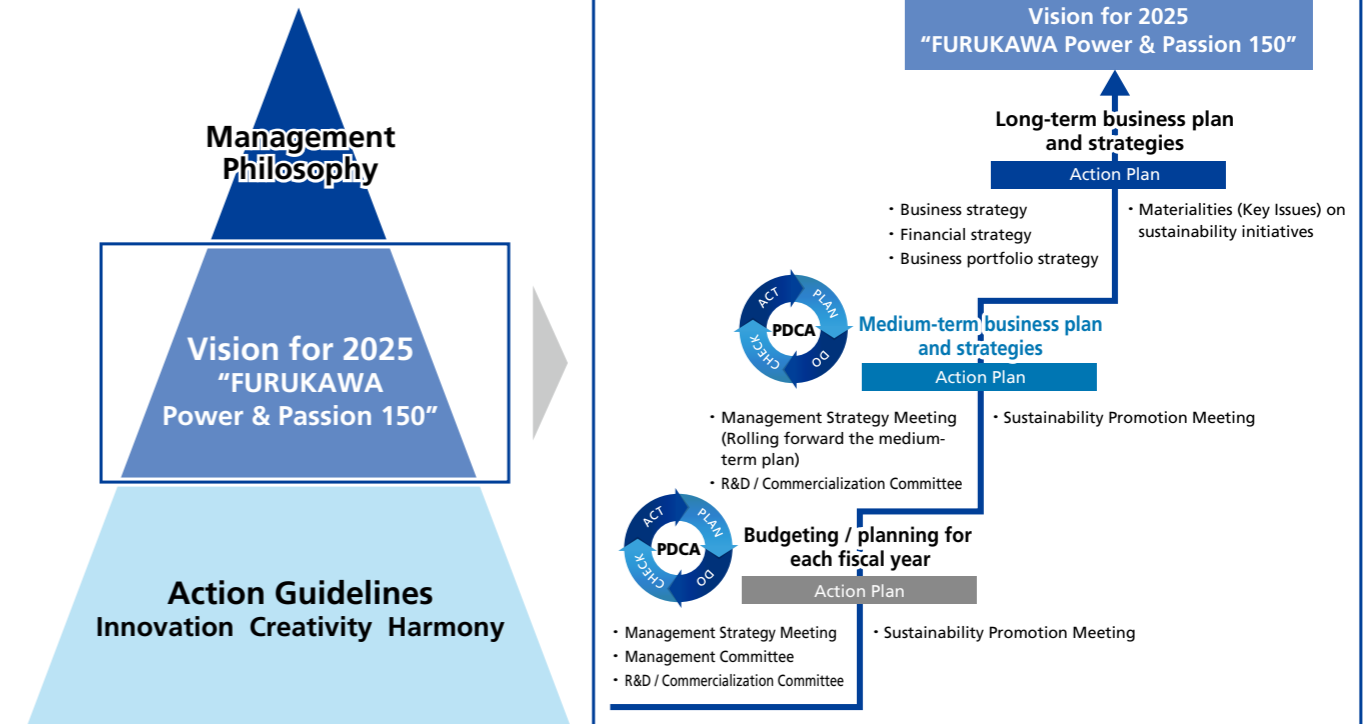 Management
Philosophy
Vision for 2025
“FURUKAWA
Power & Passion 150”
Action Guidelines
Innovation Creativity Harmony
Vision for 2025
“FURUKAWA Power & Passion 150”
Long-term business plan
and strategies
Action Plan
・Business strategy
・Financial strategy
・Business portfolio strategy
・Materialities (Key Issues) on
sustainability initiatives
ACT
PLAN
PDCA
CHECK
DO
Medium-term business plan
and strategies
Action Plan
・Management Strategy Meeting
(Rolling forward the medium-
term plan)
・R&D / Commercialization Committee
・Sustainability Promotion Meeting
ACT
PLAN
PDCA
CHECK
DO
Budgeting / planning for
each fiscal year
Action Plan
・Management Strategy Meeting
・Management Committee
・R&D / Commercialization Committee
・Sustainability Promotion Meeting